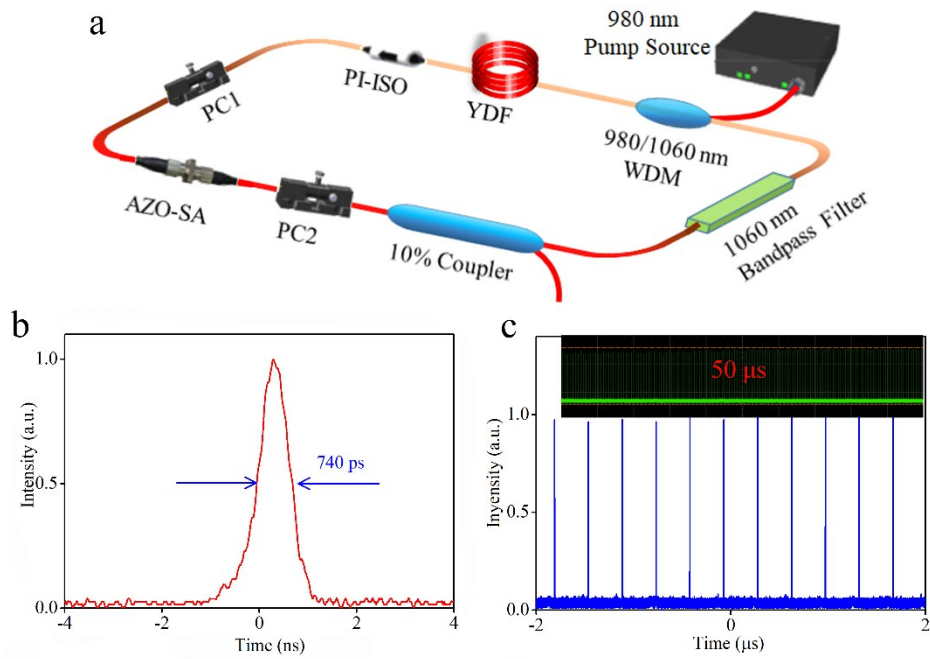 a
980 nm
Pump Source
PI-ISO
PC1
YDF
980/1060 nm
WDM
AZO-SA
PC2
10% Coupler
1060 nm
Bandpass Filter
b
1.0
0.5
0.0
Intensity (a.u.)
740 ps
-4
-2
0
2
4
Time (ns)
c
50 μs
1.0
0.5
0.0
Inyensity (a.u.)
-2
0
2
Time (μs)